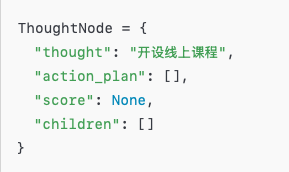 ThoughtNode = {
  "thought": "开设线上课程",
  "action_plan": [],
  "score": None,
  "children": []
}